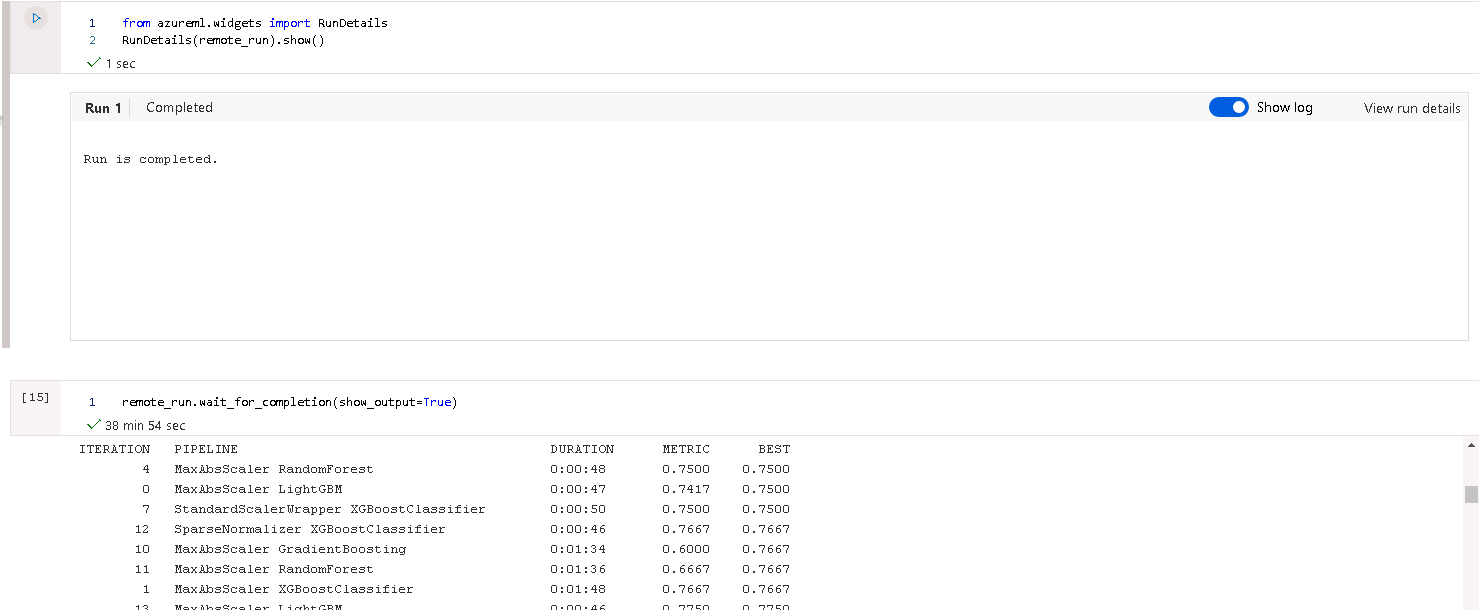 1 from azureml.widgets import RunDetails
2 RunDetails(remote_run).show()
1 sec
Run 1 Completed Show log View run details
Run is completed.
[15] 1 remote_run.wait_for_completion(show_output=True)
38 min 54 sec
ITERATION PIPELINE DURATION METRIC BEST
4 MaxAbsScaler RandomForest 0:00:48 0.7500 0.7500
0 MaxAbsScaler LightGBM 0:00:47 0.7417 0.7500
7 StandardScalerWrapper XGBoostClassifier 0:00:50 0.7500 0.7500
12 SparseNormalizer XGBoostClassifier 0:00:46 0.7667 0.7667
10 MaxAbsScaler GradientBoosting 0:01:34 0.6000 0.7667
11 MaxAbsScaler RandomForest 0:01:36 0.6667 0.7667
1 MaxAbsScaler XGBoostClassifier 0:01:48 0.7667 0.7667
13 MaxAbsScaler LightGBM 0:00:46 0.7750 0.7750